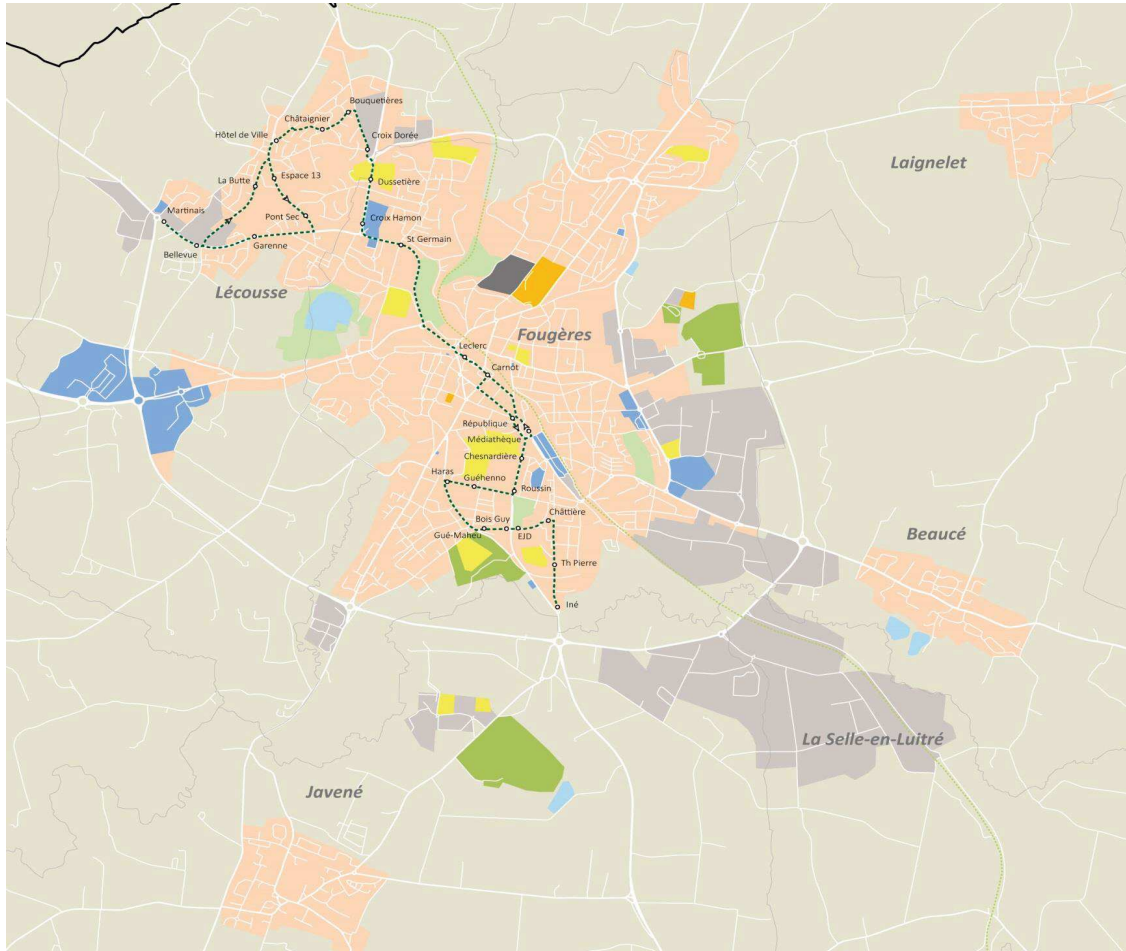 Bouquetières
Châtaignier
Hôtel de Ville
Croix Dorée
Laignelet
La Butte
Espace 13
Dussetière
Martinais
Pont Sec
Croix Hamon
Bellevue
Garenne
St Germain
Lécousse
Fougères
Leclerc
Carnôt
République
Médiathèque
Chesnardière
Haras
Guéhenno
Roussin
Châttière
Bois Guy
Gué-Maheu
EJD
Beaucé
Th Pierre
Iné
La Selle-en-Luitré
Javené